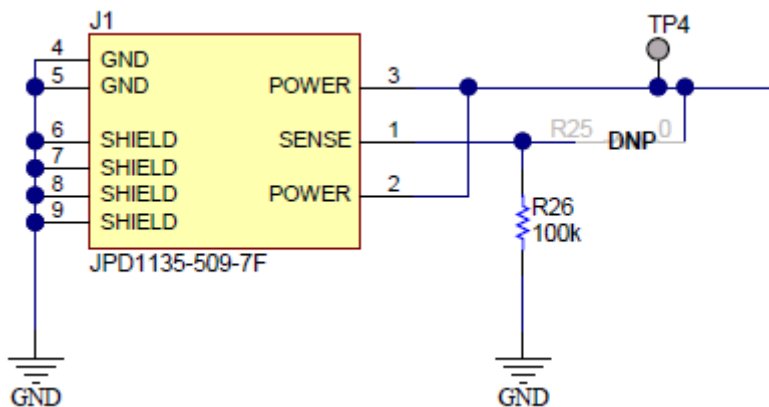 J1
TP4
4 GND
5 GND
POWER 3
6 SHIELD
SENSE 1
R25 DNP 0
7 SHIELD
8 SHIELD
POWER 2
9 SHIELD
R26
100k
JPD1135-509-7F
GND
GND